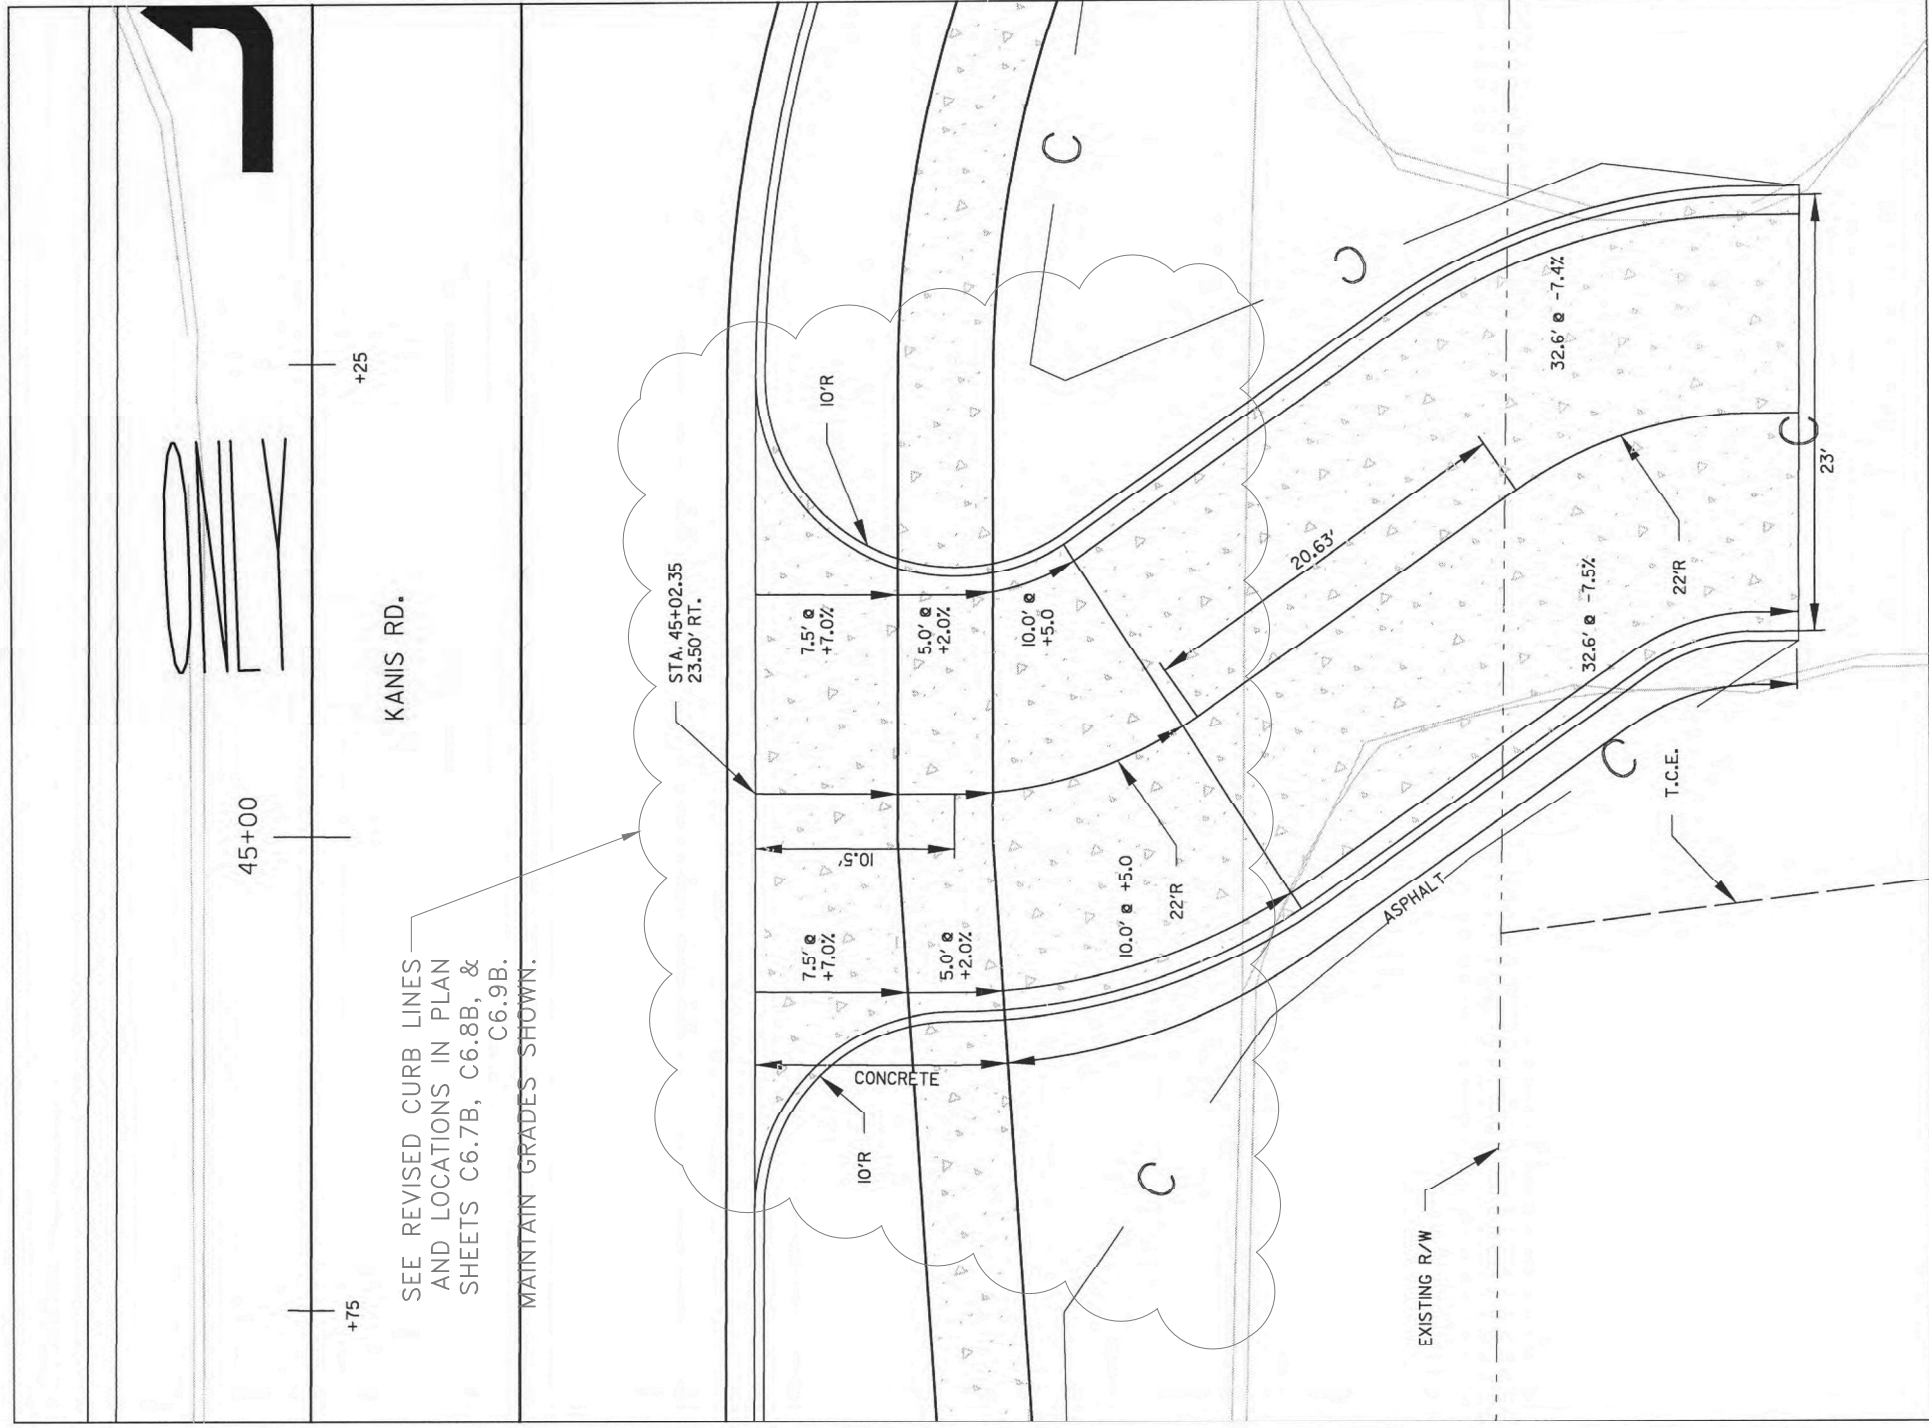 ONLY
+25
45+00
+75
KANIS RD.
SEE REVISED CURB LINES
AND LOCATIONS IN PLAN
SHEETS C6.7B, C6.8B, &
C6.9B.
MAINTAIN GRADES SHOWN.
STA. 45+02.35
23.50' RT.
10'R
7.5' @
+7.0%
5.0' @
+2.0%
10.0' @
+5.0
10.5'
7.5' @
+7.0%
5.0' @
+2.0%
10.0' @ +5.0
22'R
CONCRETE
10'R
20.63'
32.6' @ -7.4%
32.6' @ -7.5%
22'R
23'
ASPHALT
T.C.E.
EXISTING R/W
C
C
C
C
C